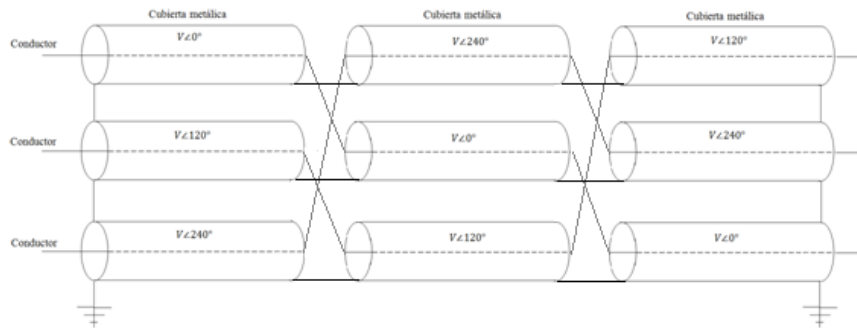 Cubierta metálica Cubierta metálica Cubierta metálica
Conductor V∠0° V∠240° V∠120°
Conductor V∠120° V∠0° V∠240°
Conductor V∠240° V∠120° V∠0°